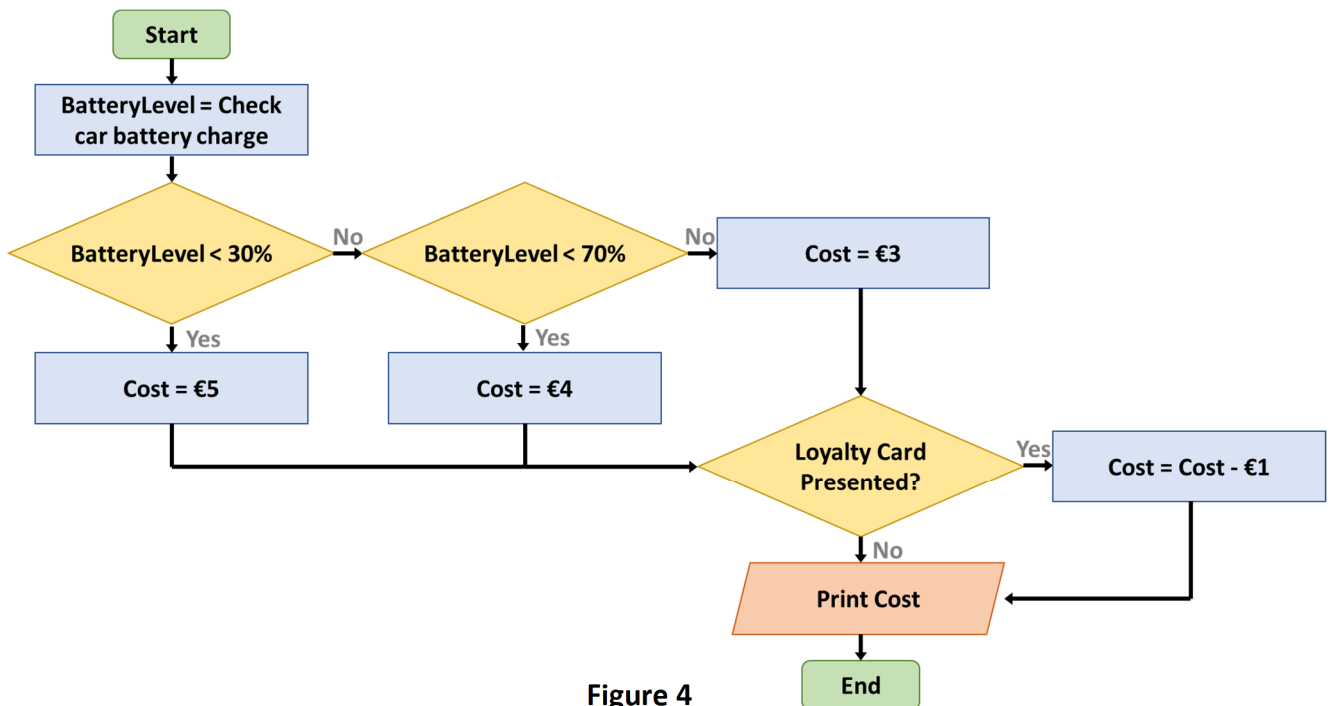 Start
BatteryLevel = Check
car battery charge
BatteryLevel < 30%
No
BatteryLevel < 70%
No
Cost = €3
Yes
Yes
Cost = €5
Cost = €4
Loyalty Card
Presented?
Yes
Cost = Cost - €1
No
Print Cost
End
Figure 4